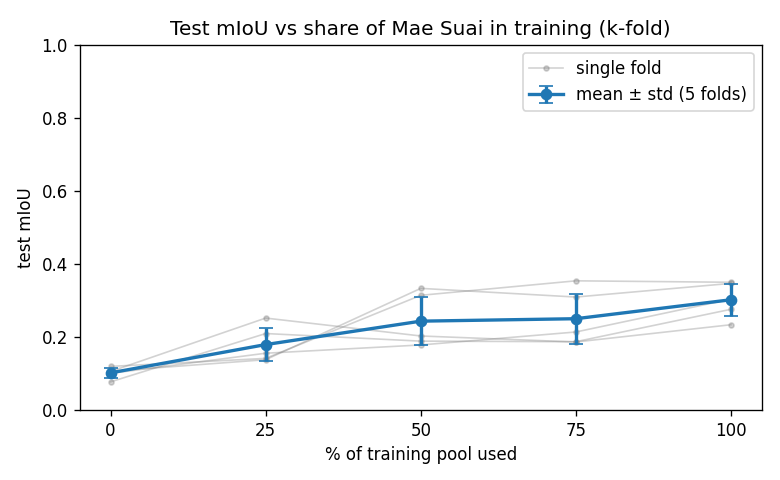 Test mIoU vs share of Mae Suai in training (k-fold)
single fold
mean ± std (5 folds)
test mIoU
1.0
0.8
0.6
0.4
0.2
0.0
0 25 50 75 100
% of training pool used